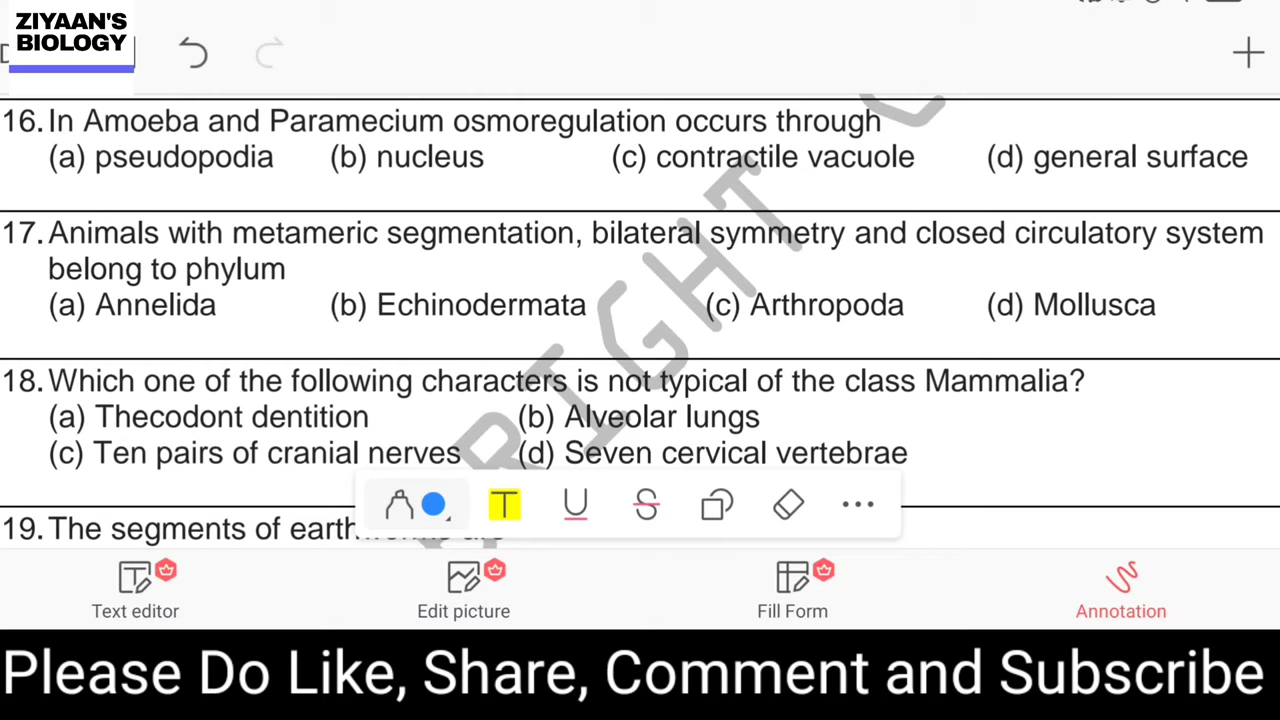 ZIYAAN'S
BIOLOGY
16. In Amoeba and Paramecium osmoregulation occurs through
(a) pseudopodia (b) nucleus (c) contractile vacuole (d) general surface
17. Animals with metameric segmentation, bilateral symmetry and closed circulatory system
belong to phylum
(a) Annelida (b) Echinodermata (c) Arthropoda (d) Mollusca
18. Which one of the following characters is not typical of the class Mammalia?
(a) Thecodont dentition (b) Alveolar lungs
(c) Ten pairs of cranial nerves (d) Seven cervical vertebrae
19. The segments of
Text editor Edit picture Fill Form Annotation
Please Do Like, Share, Comment and Subscribe